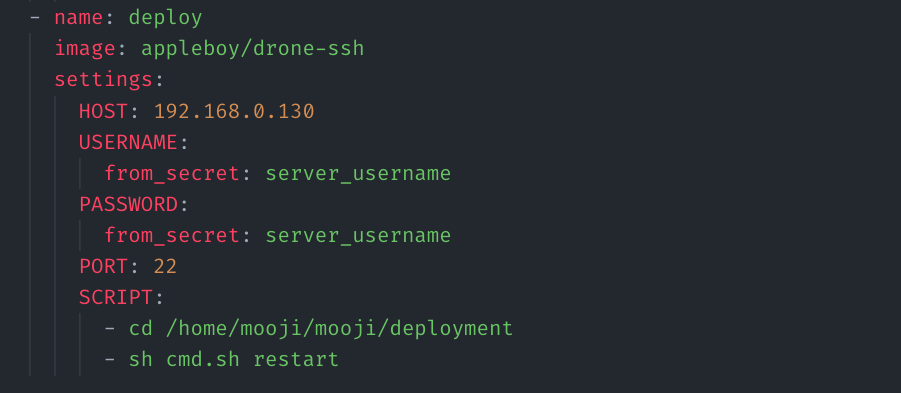 - name: deploy
image: appleboy/drone-ssh
settings:
HOST: 192.168.0.130
USERNAME:
from_secret: server_username
PASSWORD:
from_secret: server_username
PORT: 22
SCRIPT:
- cd /home/mooji/mooji/deployment
- sh cmd.sh restart